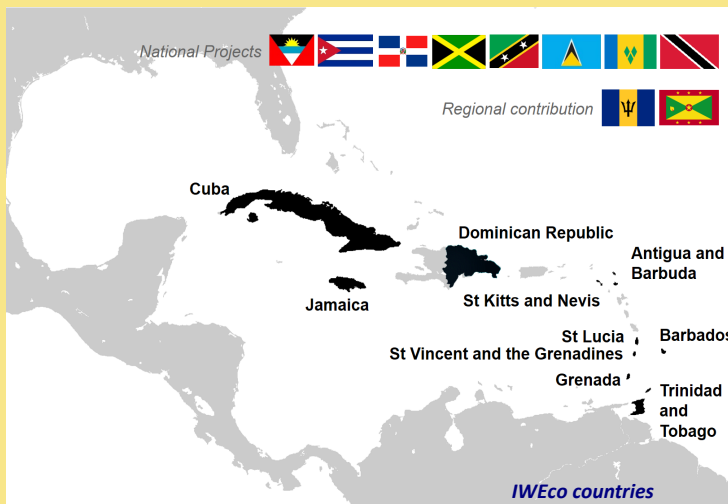 National Projects
Regional contribution
Cuba
Dominican Republic
Antigua and
Barbuda
Jamaica
St Kitts and Nevis
St Lucia
Barbados
St Vincent and the Grenadines
Grenada
Trinidad
and
Tobago
IWEco countries